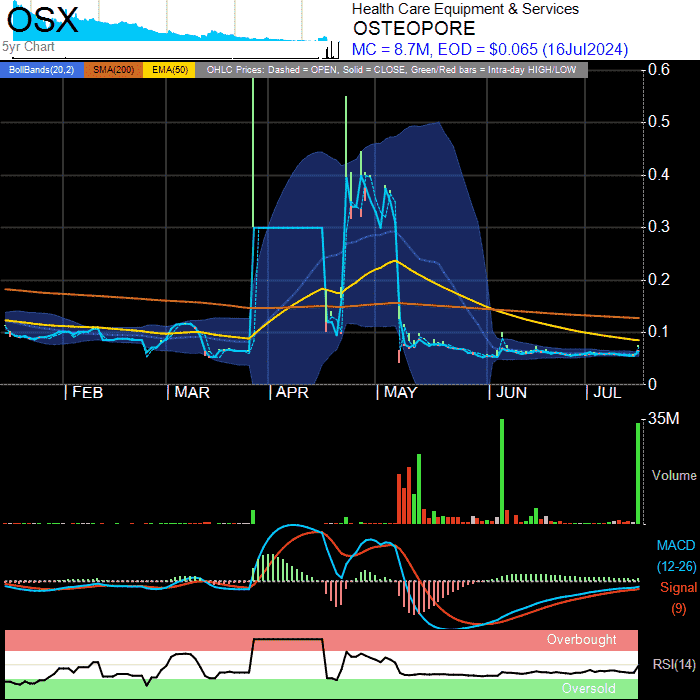 OSX
Health Care Equipment & Services
OSTEOPORE
5yr Chart
MC = 8.7M, EOD = $0.065 (16Jul2024)
BollBands(20,2) SMA(200) EMA(50) OHLC Prices: Dashed = OPEN, Solid = CLOSE, Green/Red bars = Intra-day HIGH/LOW
0.6
0.5
0.4
0.3
0.2
0.1
0
FEB MAR APR MAY JUN JUL
35M
Volume
MACD
(12-26)
Signal
(9)
Overbought
RSI(14)
Oversold